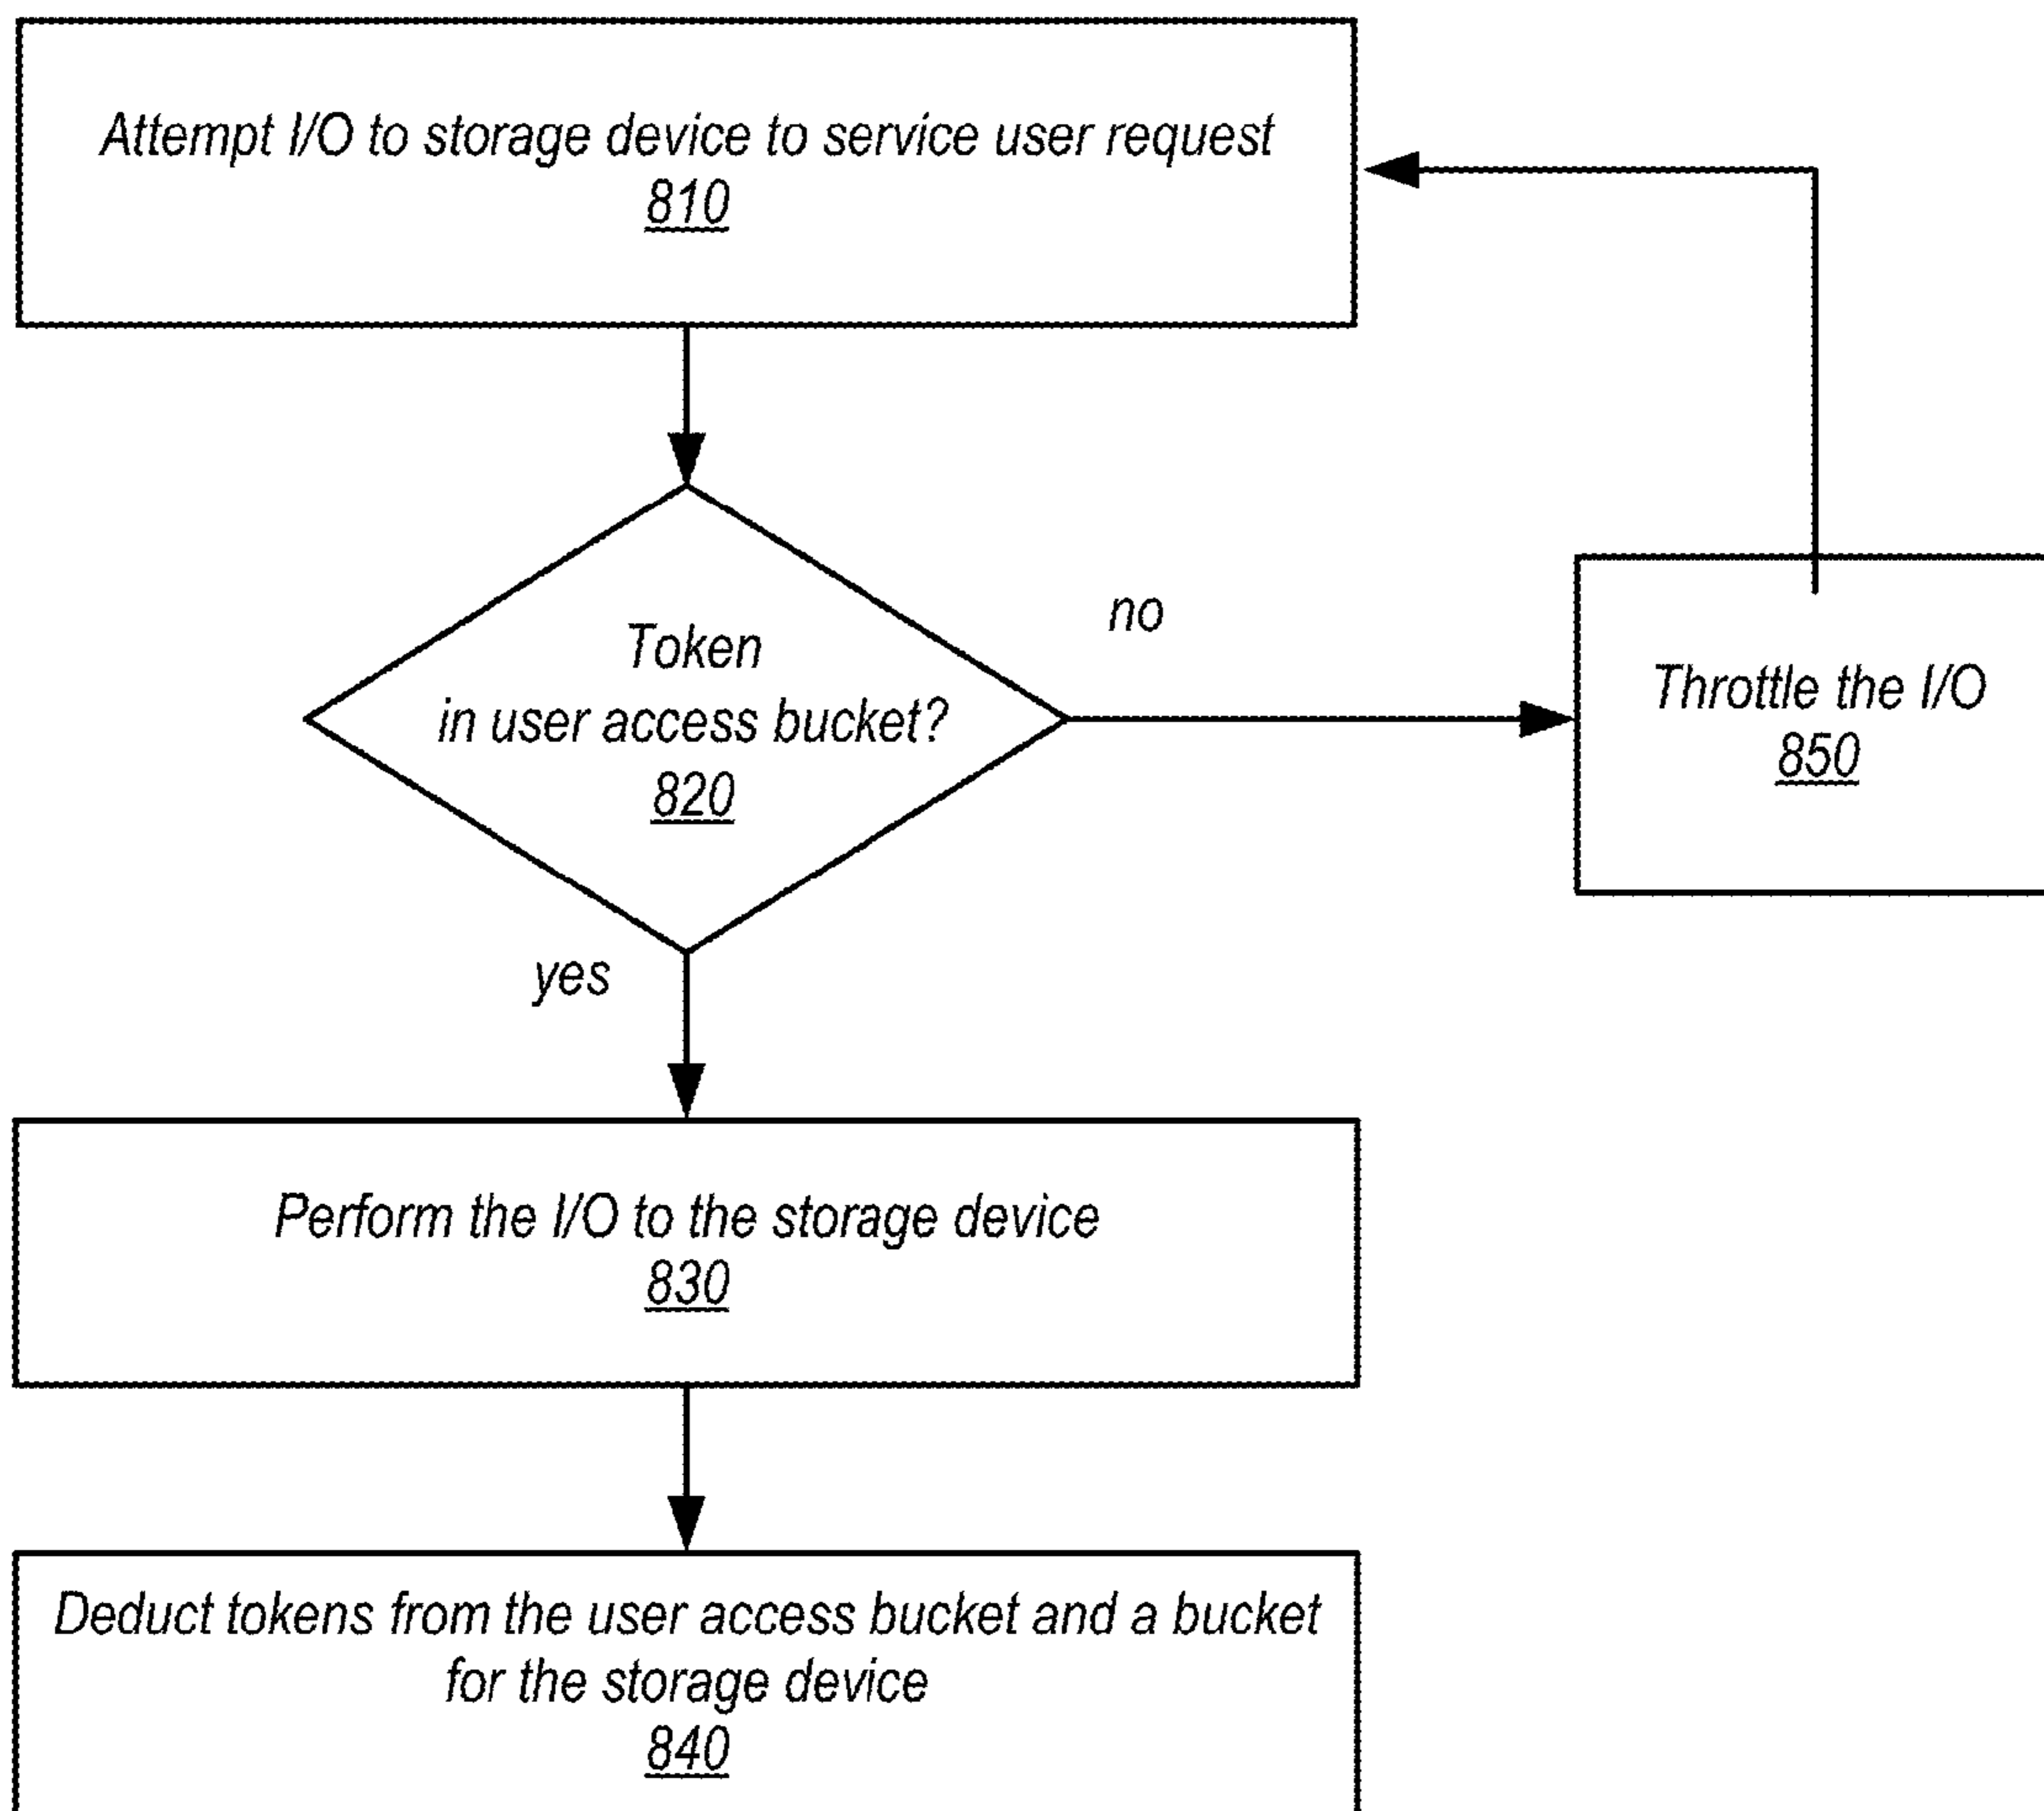 Attempt I/O to storage device to service user request
810
Token
in user access bucket?
820
no
Throttle the I/O
850
yes
Perform the I/O to the storage device
830
Deduct tokens from the user access bucket and a bucket
for the storage device
840